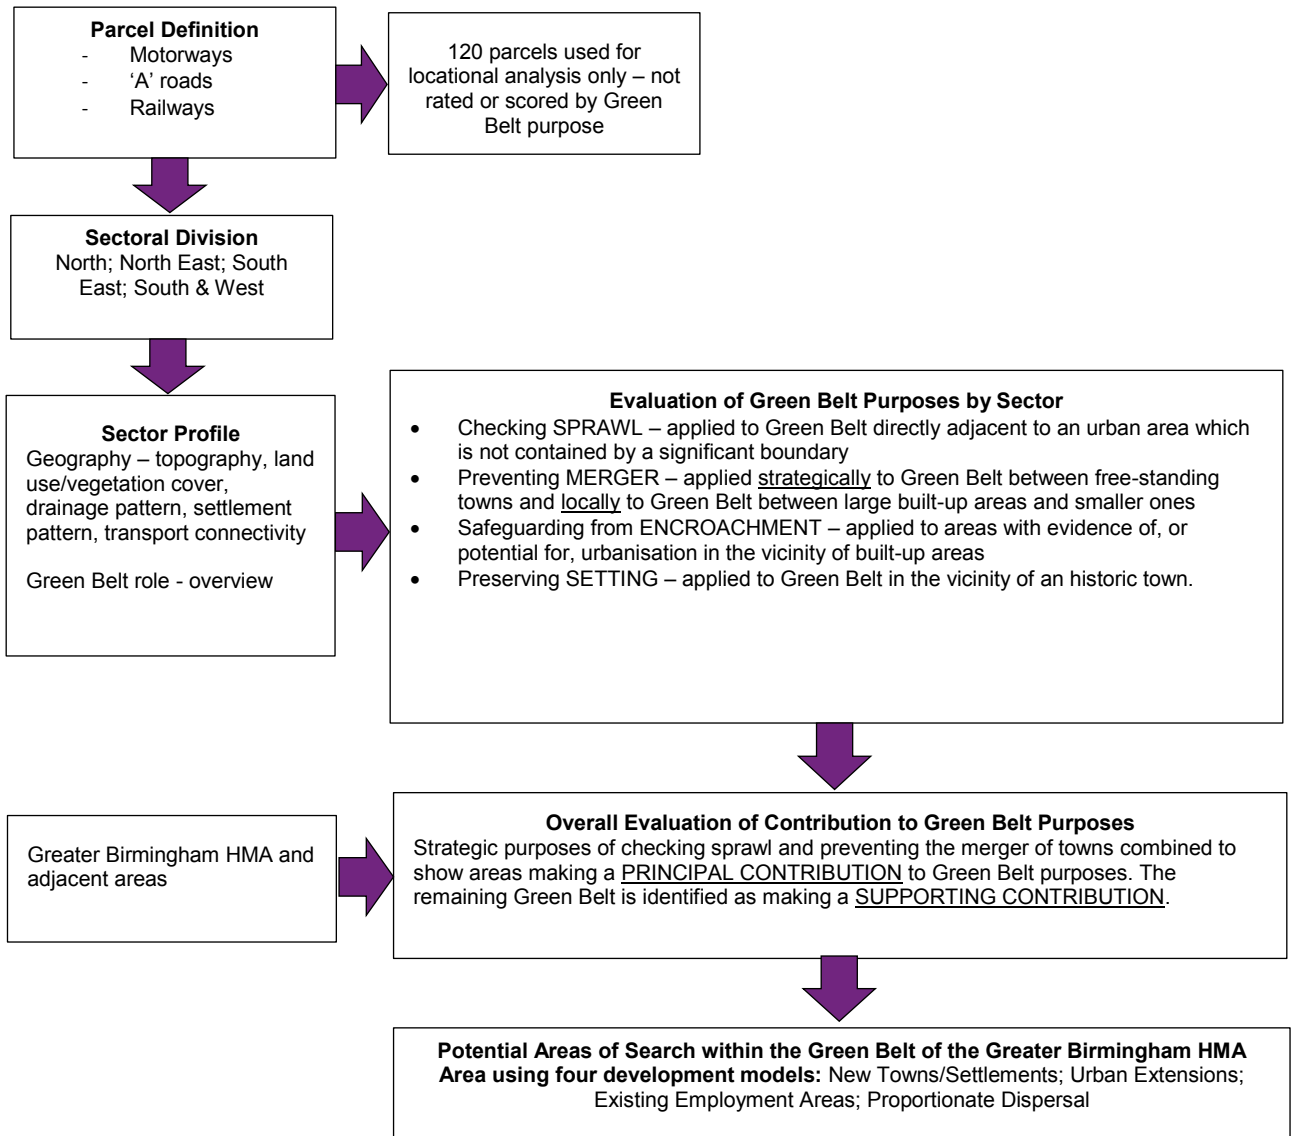 Parcel Definition
- Motorways
- ‘A’ roads
- Railways
120 parcels used for
locational analysis only – not
rated or scored by Green
Belt purpose
Sectoral Division
North; North East; South
East; South & West
Sector Profile
Geography – topography, land
use/vegetation cover,
drainage pattern, settlement
pattern, transport connectivity
Green Belt role - overview
Evaluation of Green Belt Purposes by Sector
• Checking SPRAWL – applied to Green Belt directly adjacent to an urban area which
is not contained by a significant boundary
• Preventing MERGER – applied strategically to Green Belt between free-standing
towns and locally to Green Belt between large built-up areas and smaller ones
• Safeguarding from ENCROACHMENT – applied to areas with evidence of, or
potential for, urbanisation in the vicinity of built-up areas
• Preserving SETTING – applied to Green Belt in the vicinity of an historic town.
Greater Birmingham HMA and
adjacent areas
Overall Evaluation of Contribution to Green Belt Purposes
Strategic purposes of checking sprawl and preventing the merger of towns combined to
show areas making a PRINCIPAL CONTRIBUTION to Green Belt purposes. The
remaining Green Belt is identified as making a SUPPORTING CONTRIBUTION.
Potential Areas of Search within the Green Belt of the Greater Birmingham HMA
Area using four development models: New Towns/Settlements; Urban Extensions;
Existing Employment Areas; Proportionate Dispersal